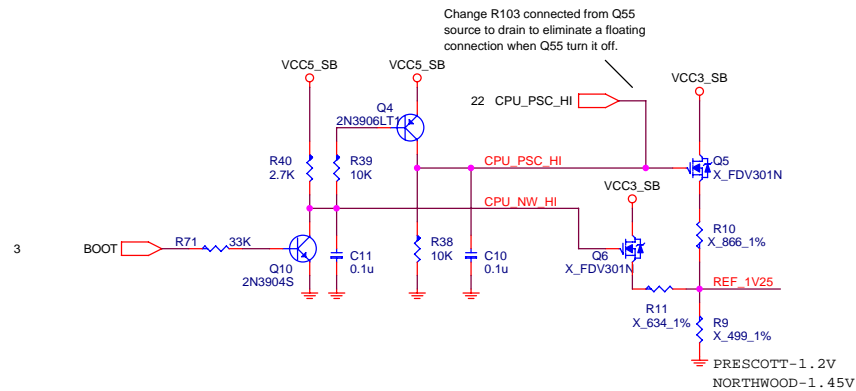 Change R103 connected from Q55
source to drain to eliminate a floating
connection when Q55 turn it off.
VCC5_SB
VCC5_SB
VCC3_SB
22 CPU_PSC_HI
Q4
2N3906LT1
R40
2.7K
R39
10K
CPU_PSC_HI
Q5
X_FDV301N
VCC3_SB
CPU_NW_HI
3
BOOT
R71
33K
Q10
2N3904S
C11
0.1u
R38
10K
C10
0.1u
Q6
X_FDV301N
R10
X_866_1%
REF_1V25
R11
X_634_1%
R9
X_499_1%
PRESCOTT-1.2V
NORTHWOOD-1.45V